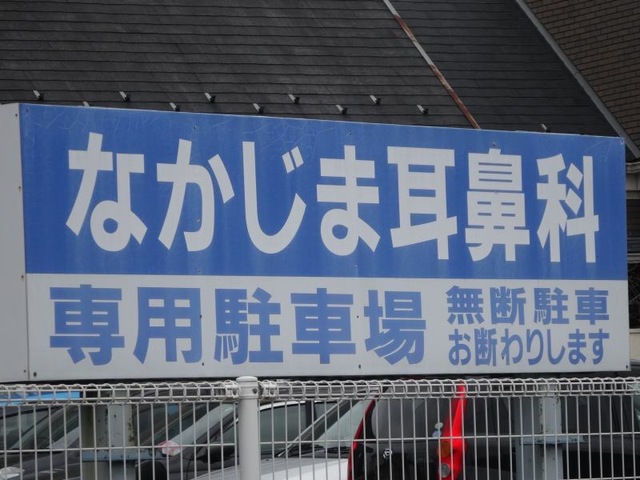 なかじま耳鼻科
専用駐車場
無断駐車
お断わりします